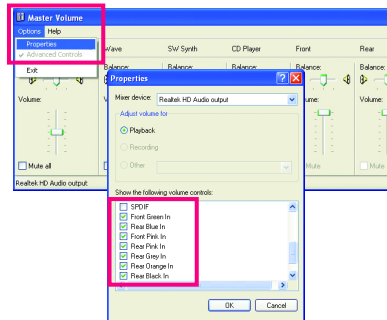 Master Volume
Options Help
Properties
Advanced Controls
Exit
Wave
SW Synth
CD Player
Front
Rear
Balance:
Balance:
Balance:
Balance:
Volume:
ume:
Volume:
Mute all
Mute
Mute
Realtek HD Audio output
Properties
Mixer device: Realtek HD Audio output
Adjust volume for
Playback
Recording
Other
Show the following volume controls:
SPDIF
Front Green In
Rear Blue In
Front Pink In
Rear Pink In
Rear Grey In
Rear Orange In
Rear Black In
OK Cancel